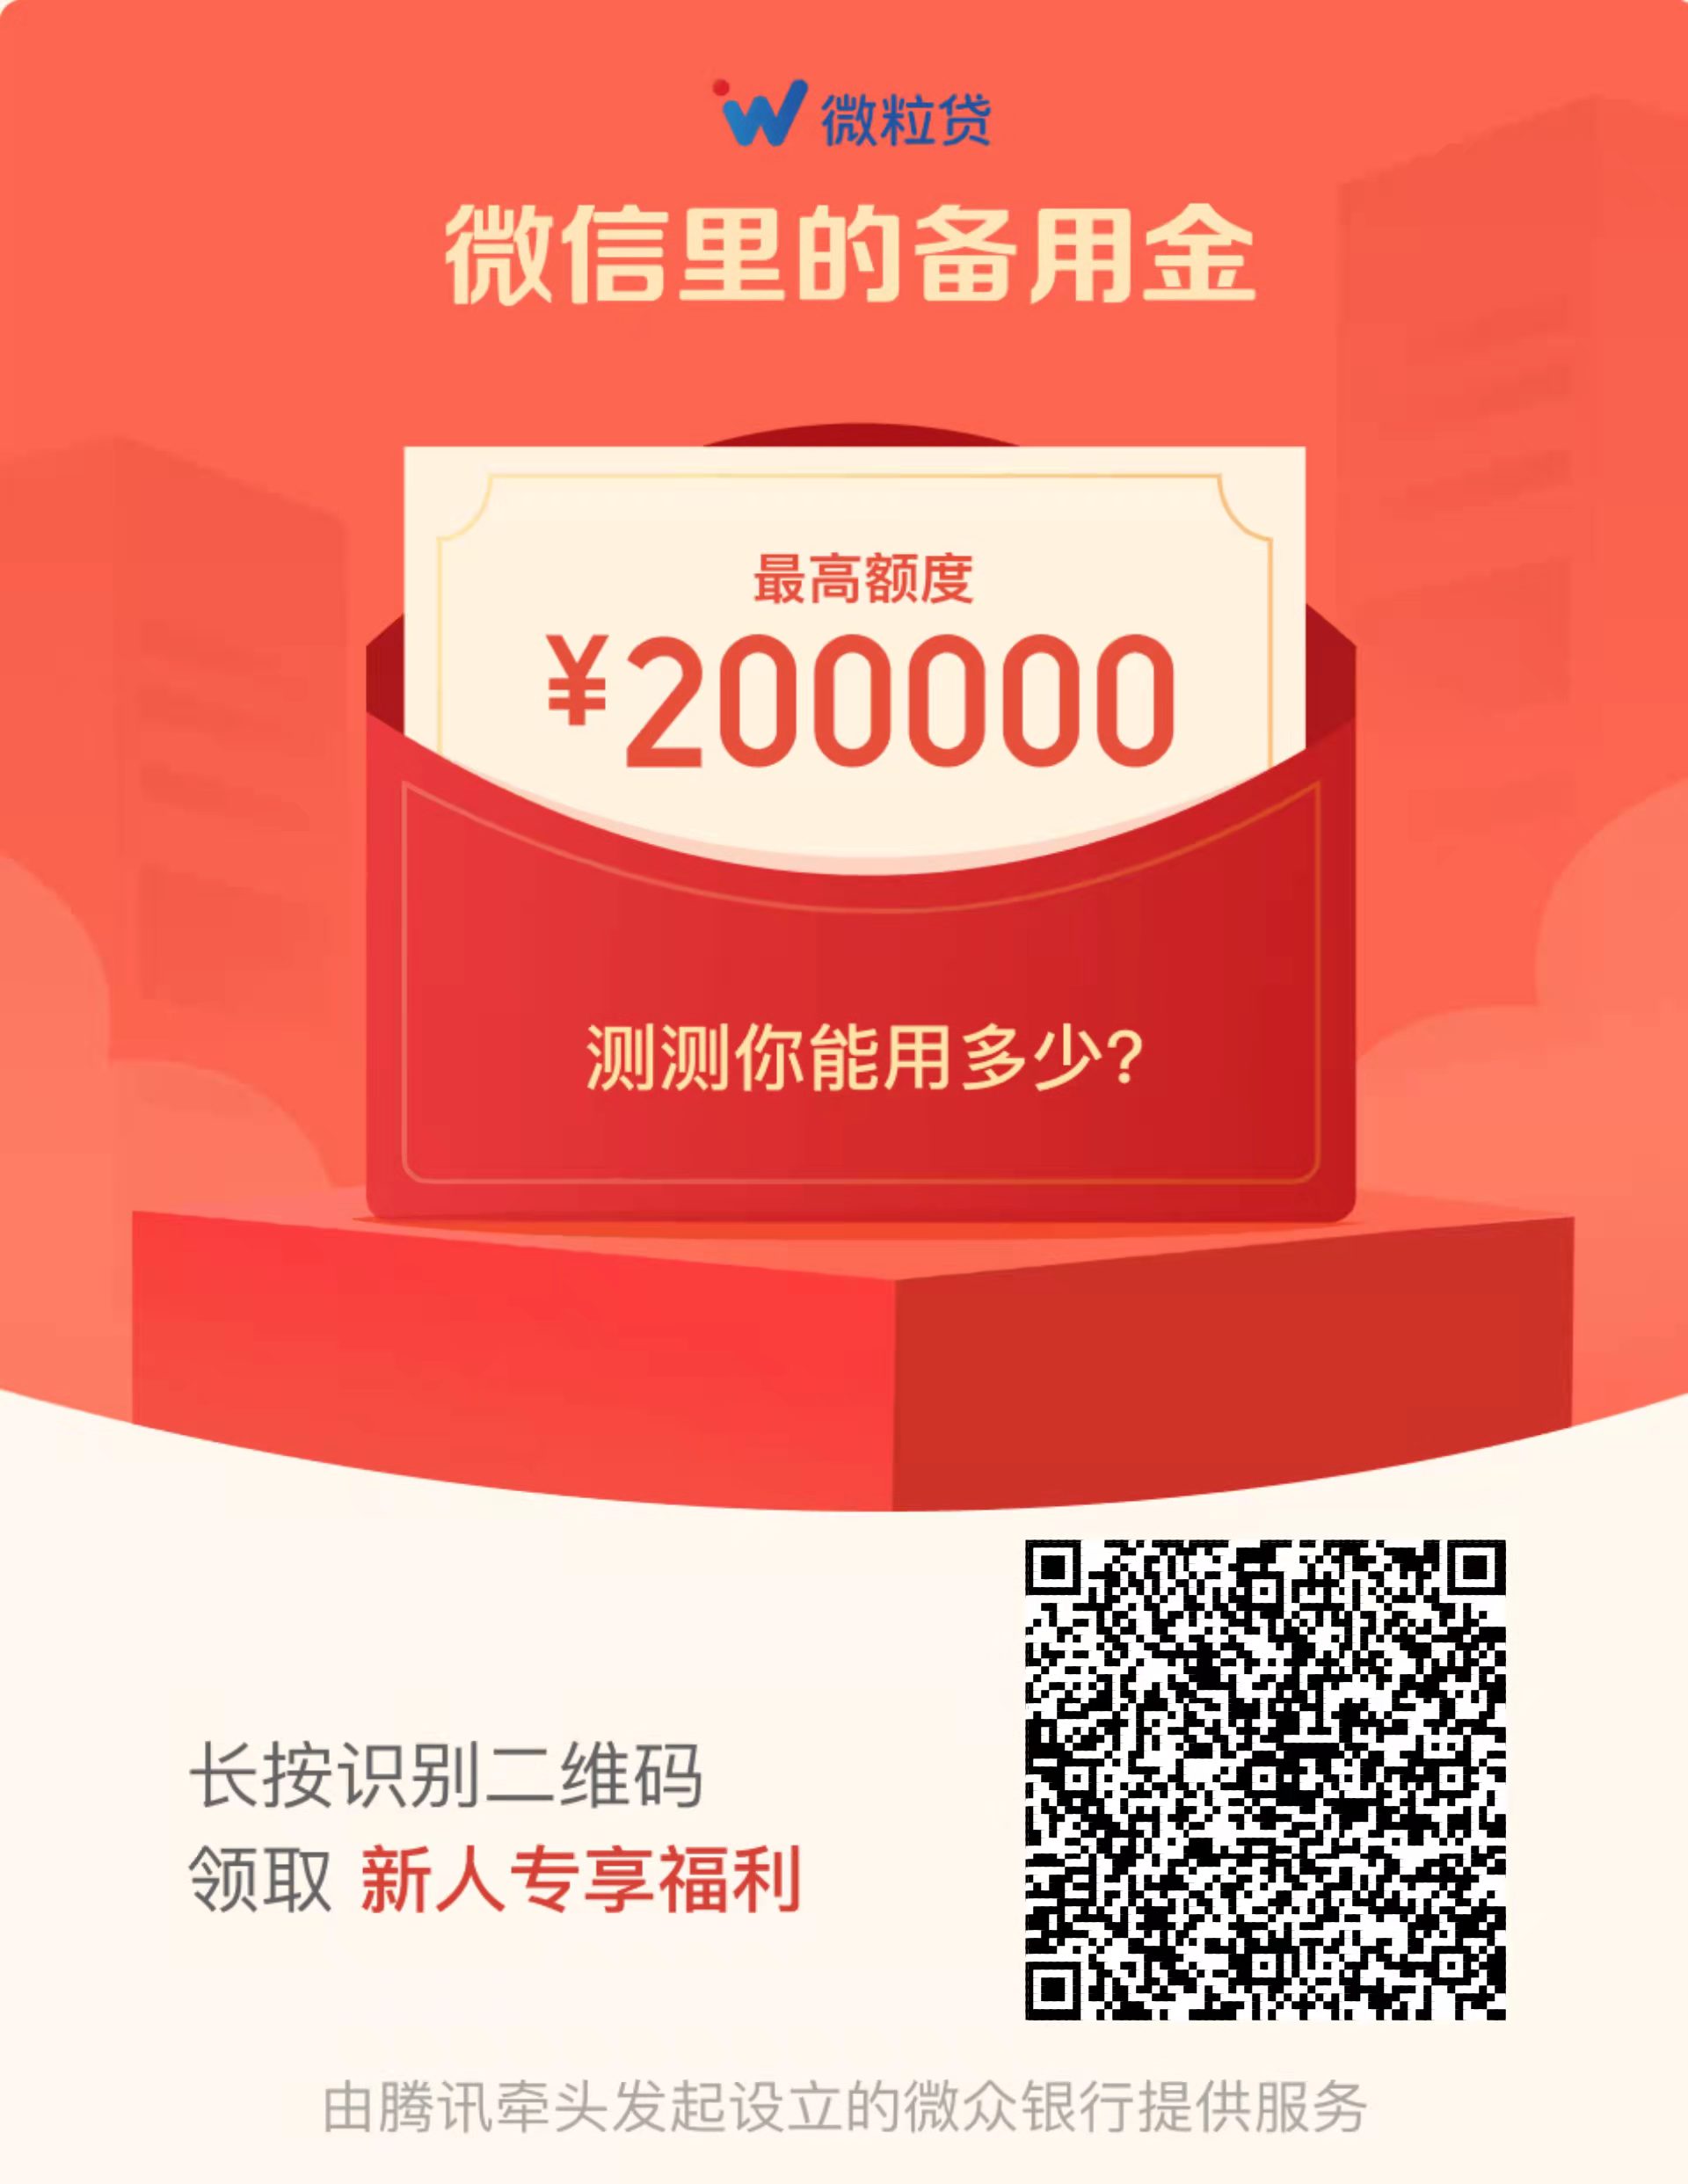 微粒贷
微信里的备用金
最高额度
¥200000
测测你能用多少?
长按识别二维码
领取 新人专享福利
由腾讯牵头发起设立的微众银行提供服务